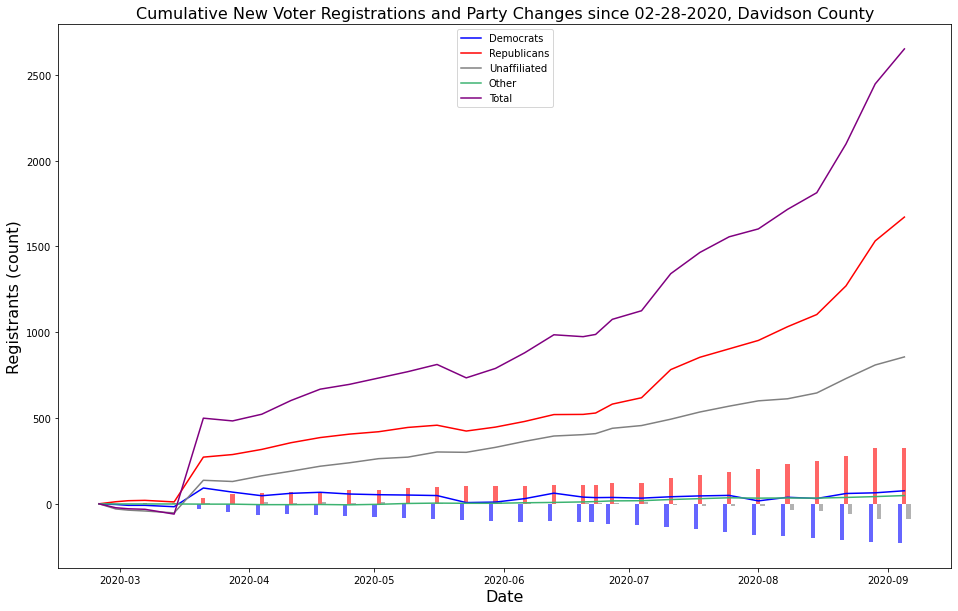 Cumulative New Voter Registrations and Party Changes since 02-28-2020, Davidson County
Democrats
Republicans
Unaffiliated
Other
Total
2500
2000
1500
1000
500
0
Registrants (count)
2020-03 2020-04 2020-05 2020-06 2020-07 2020-08 2020-09
Date